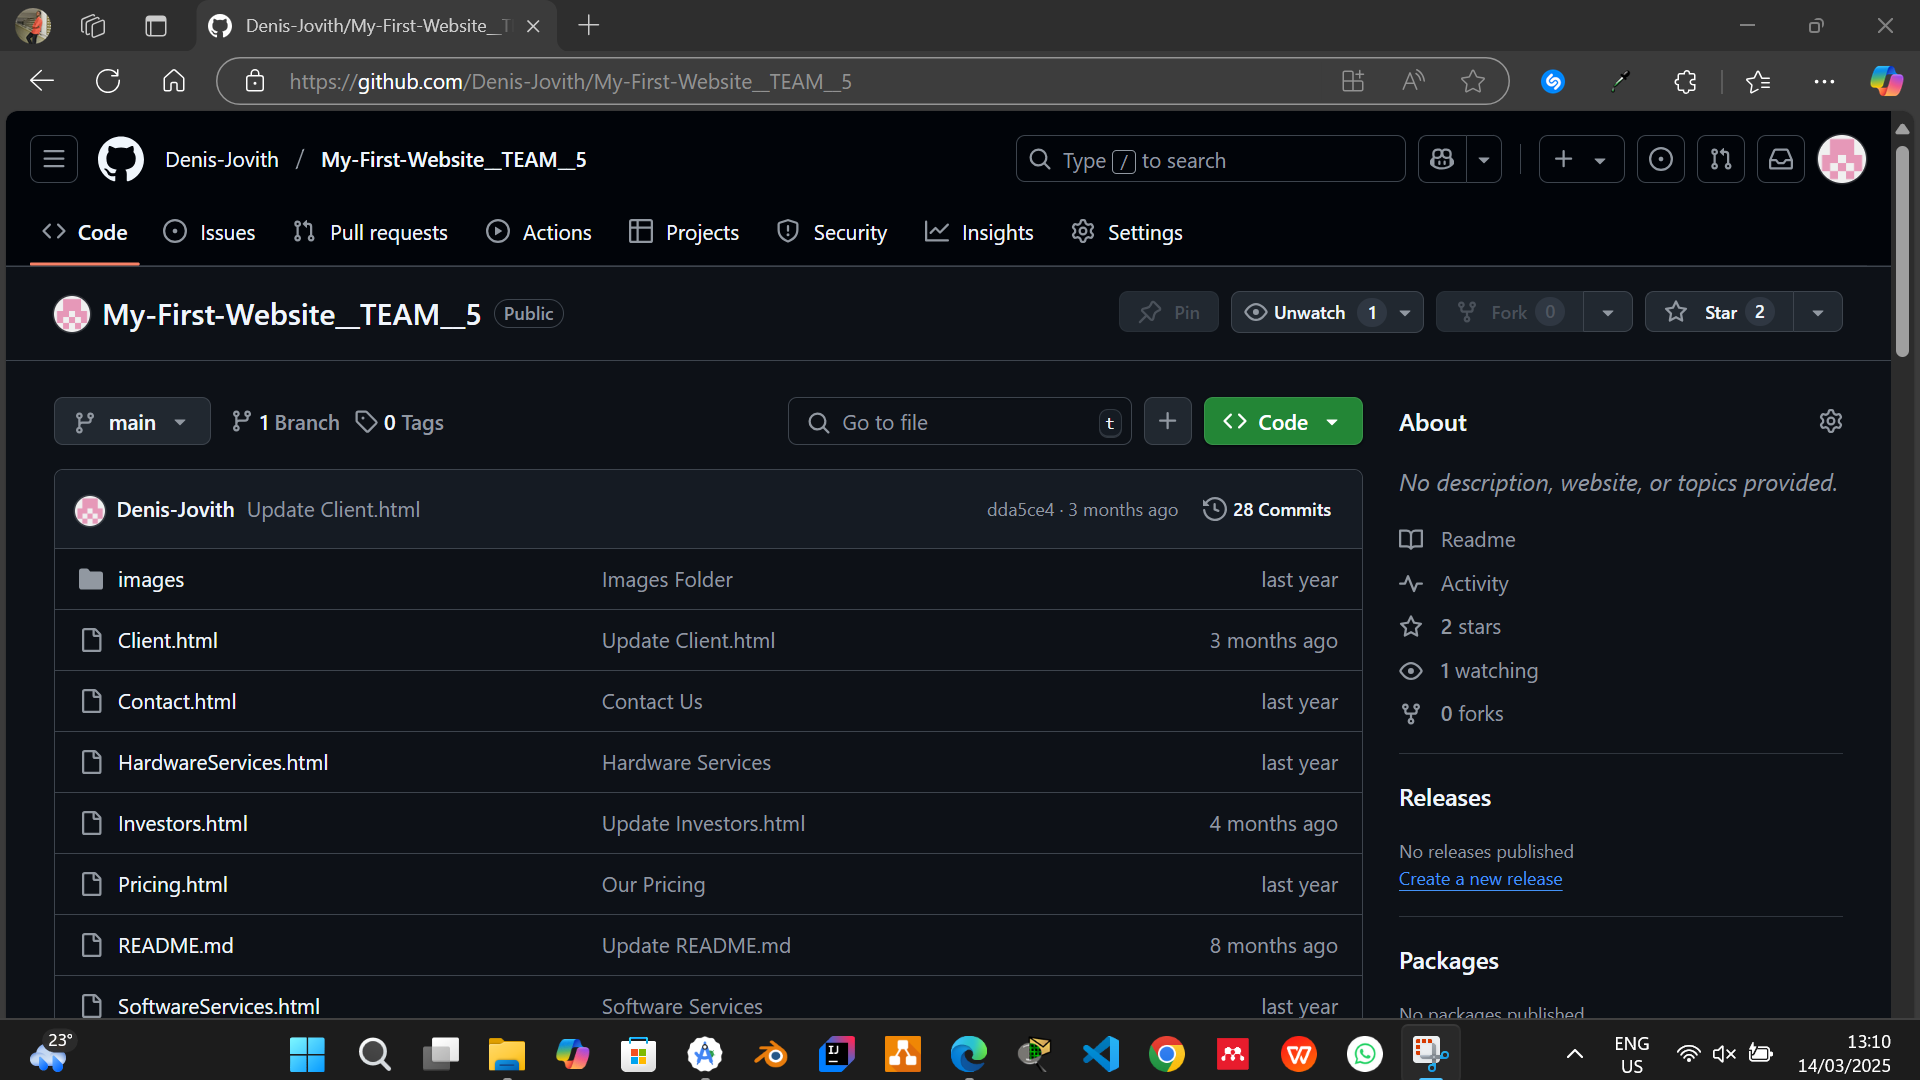 Denis-Jovith/My-First-Website__T
https://github.com/Denis-Jovith/My-First-Website__TEAM__5
Denis-Jovith / My-First-Website__TEAM__5
Type / to search
Code
Issues
Pull requests
Actions
Projects
Security
Insights
Settings
My-First-Website__TEAM__5 Public
Pin
Unwatch 1
Fork 0
Star 2
main
1 Branch
0 Tags
Go to file t
Code
Denis-Jovith Update Client.html dda5ce4 · 3 months ago 28 Commits
images Images Folder last year
Client.html Update Client.html 3 months ago
Contact.html Contact Us last year
HardwareServices.html Hardware Services last year
Investors.html Update Investors.html 4 months ago
Pricing.html Our Pricing last year
README.md Update README.md 8 months ago
SoftwareServices.html Software Services last year
About
No description, website, or topics provided.
Readme
Activity
2 stars
1 watching
0 forks
Releases
No releases published
Create a new release
Packages
No packages published
23°
ENG
US
13:10
14/03/2025